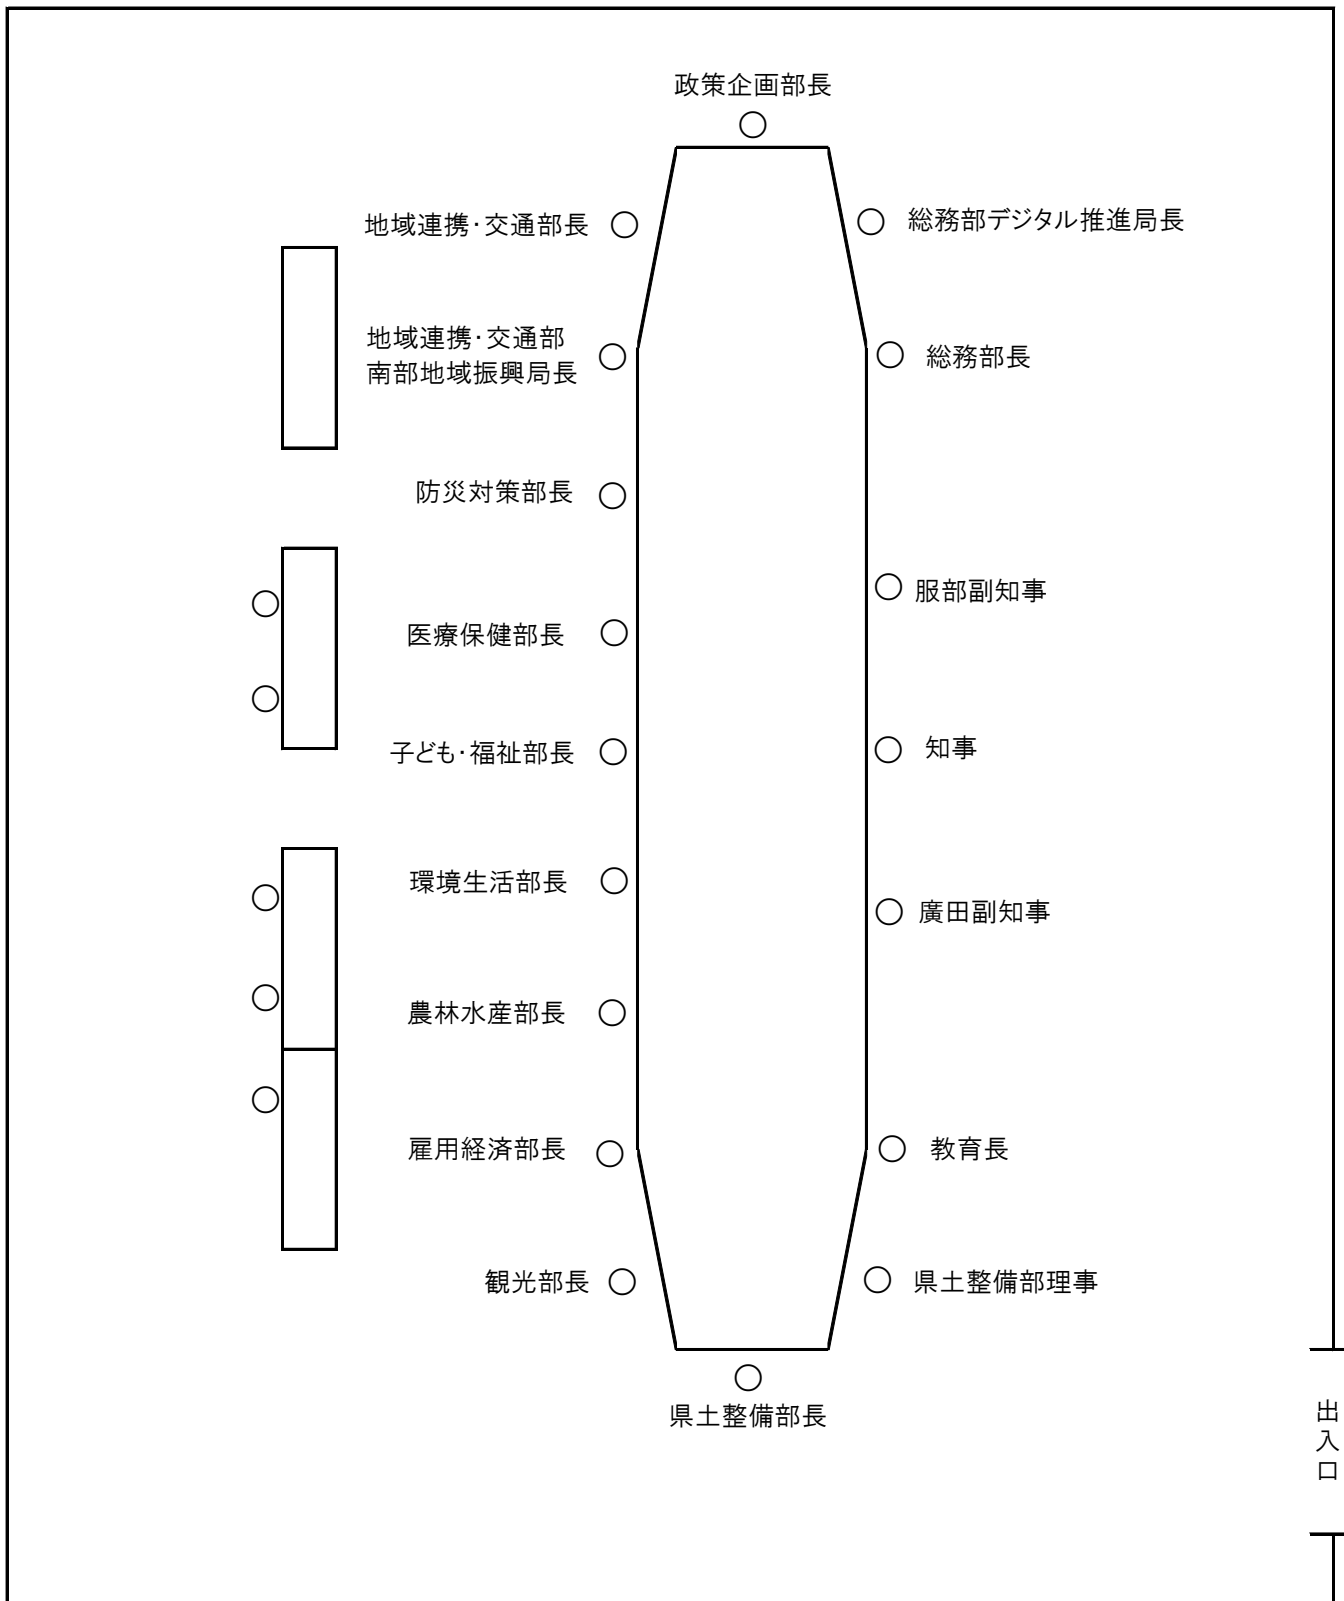 政策企画部長
地域連携・交通部長
総務部デジタル推進局長
地域連携・交通部
南部地域振興局長
総務部長
防災対策部長
服部副知事
医療保健部長
子ども・福祉部長
知事
環境生活部長
廣田副知事
農林水産部長
雇用経済部長
教育長
観光部長
県土整備部理事
県土整備部長
出入口